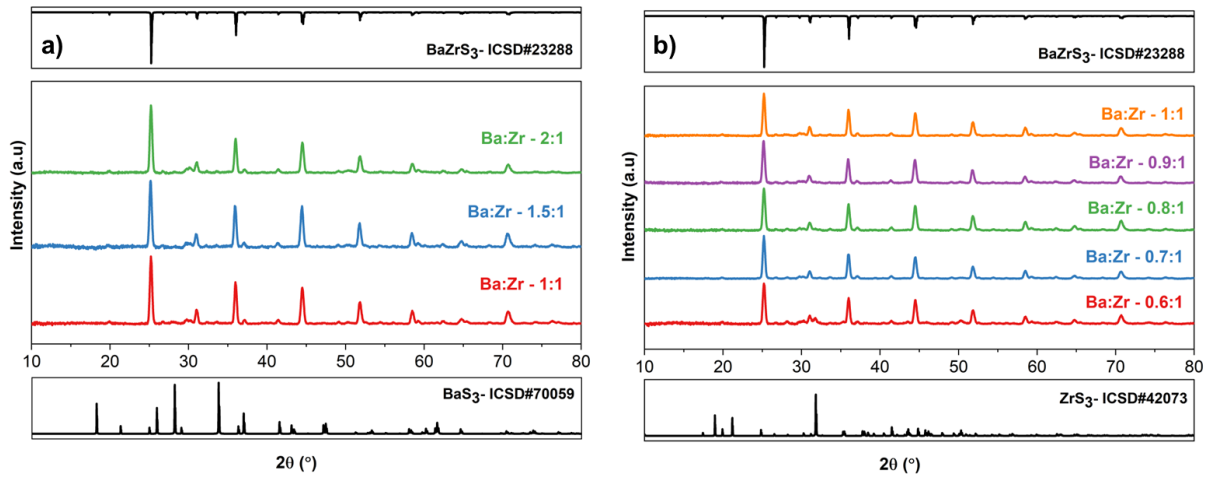 a)
BaZrS3- ICSD#23288
Intensity (a.u)
Ba:Zr - 2:1
Ba:Zr - 1.5:1
Ba:Zr - 1:1
10 20 30 40 50 60 70 80
BaS3- ICSD#70059
2θ (°)
b)
BaZrS3- ICSD#23288
Intensity (a.u)
Ba:Zr - 1:1
Ba:Zr - 0.9:1
Ba:Zr - 0.8:1
Ba:Zr - 0.7:1
Ba:Zr - 0.6:1
10 20 30 40 50 60 70 80
ZrS3- ICSD#42073
2θ (°)